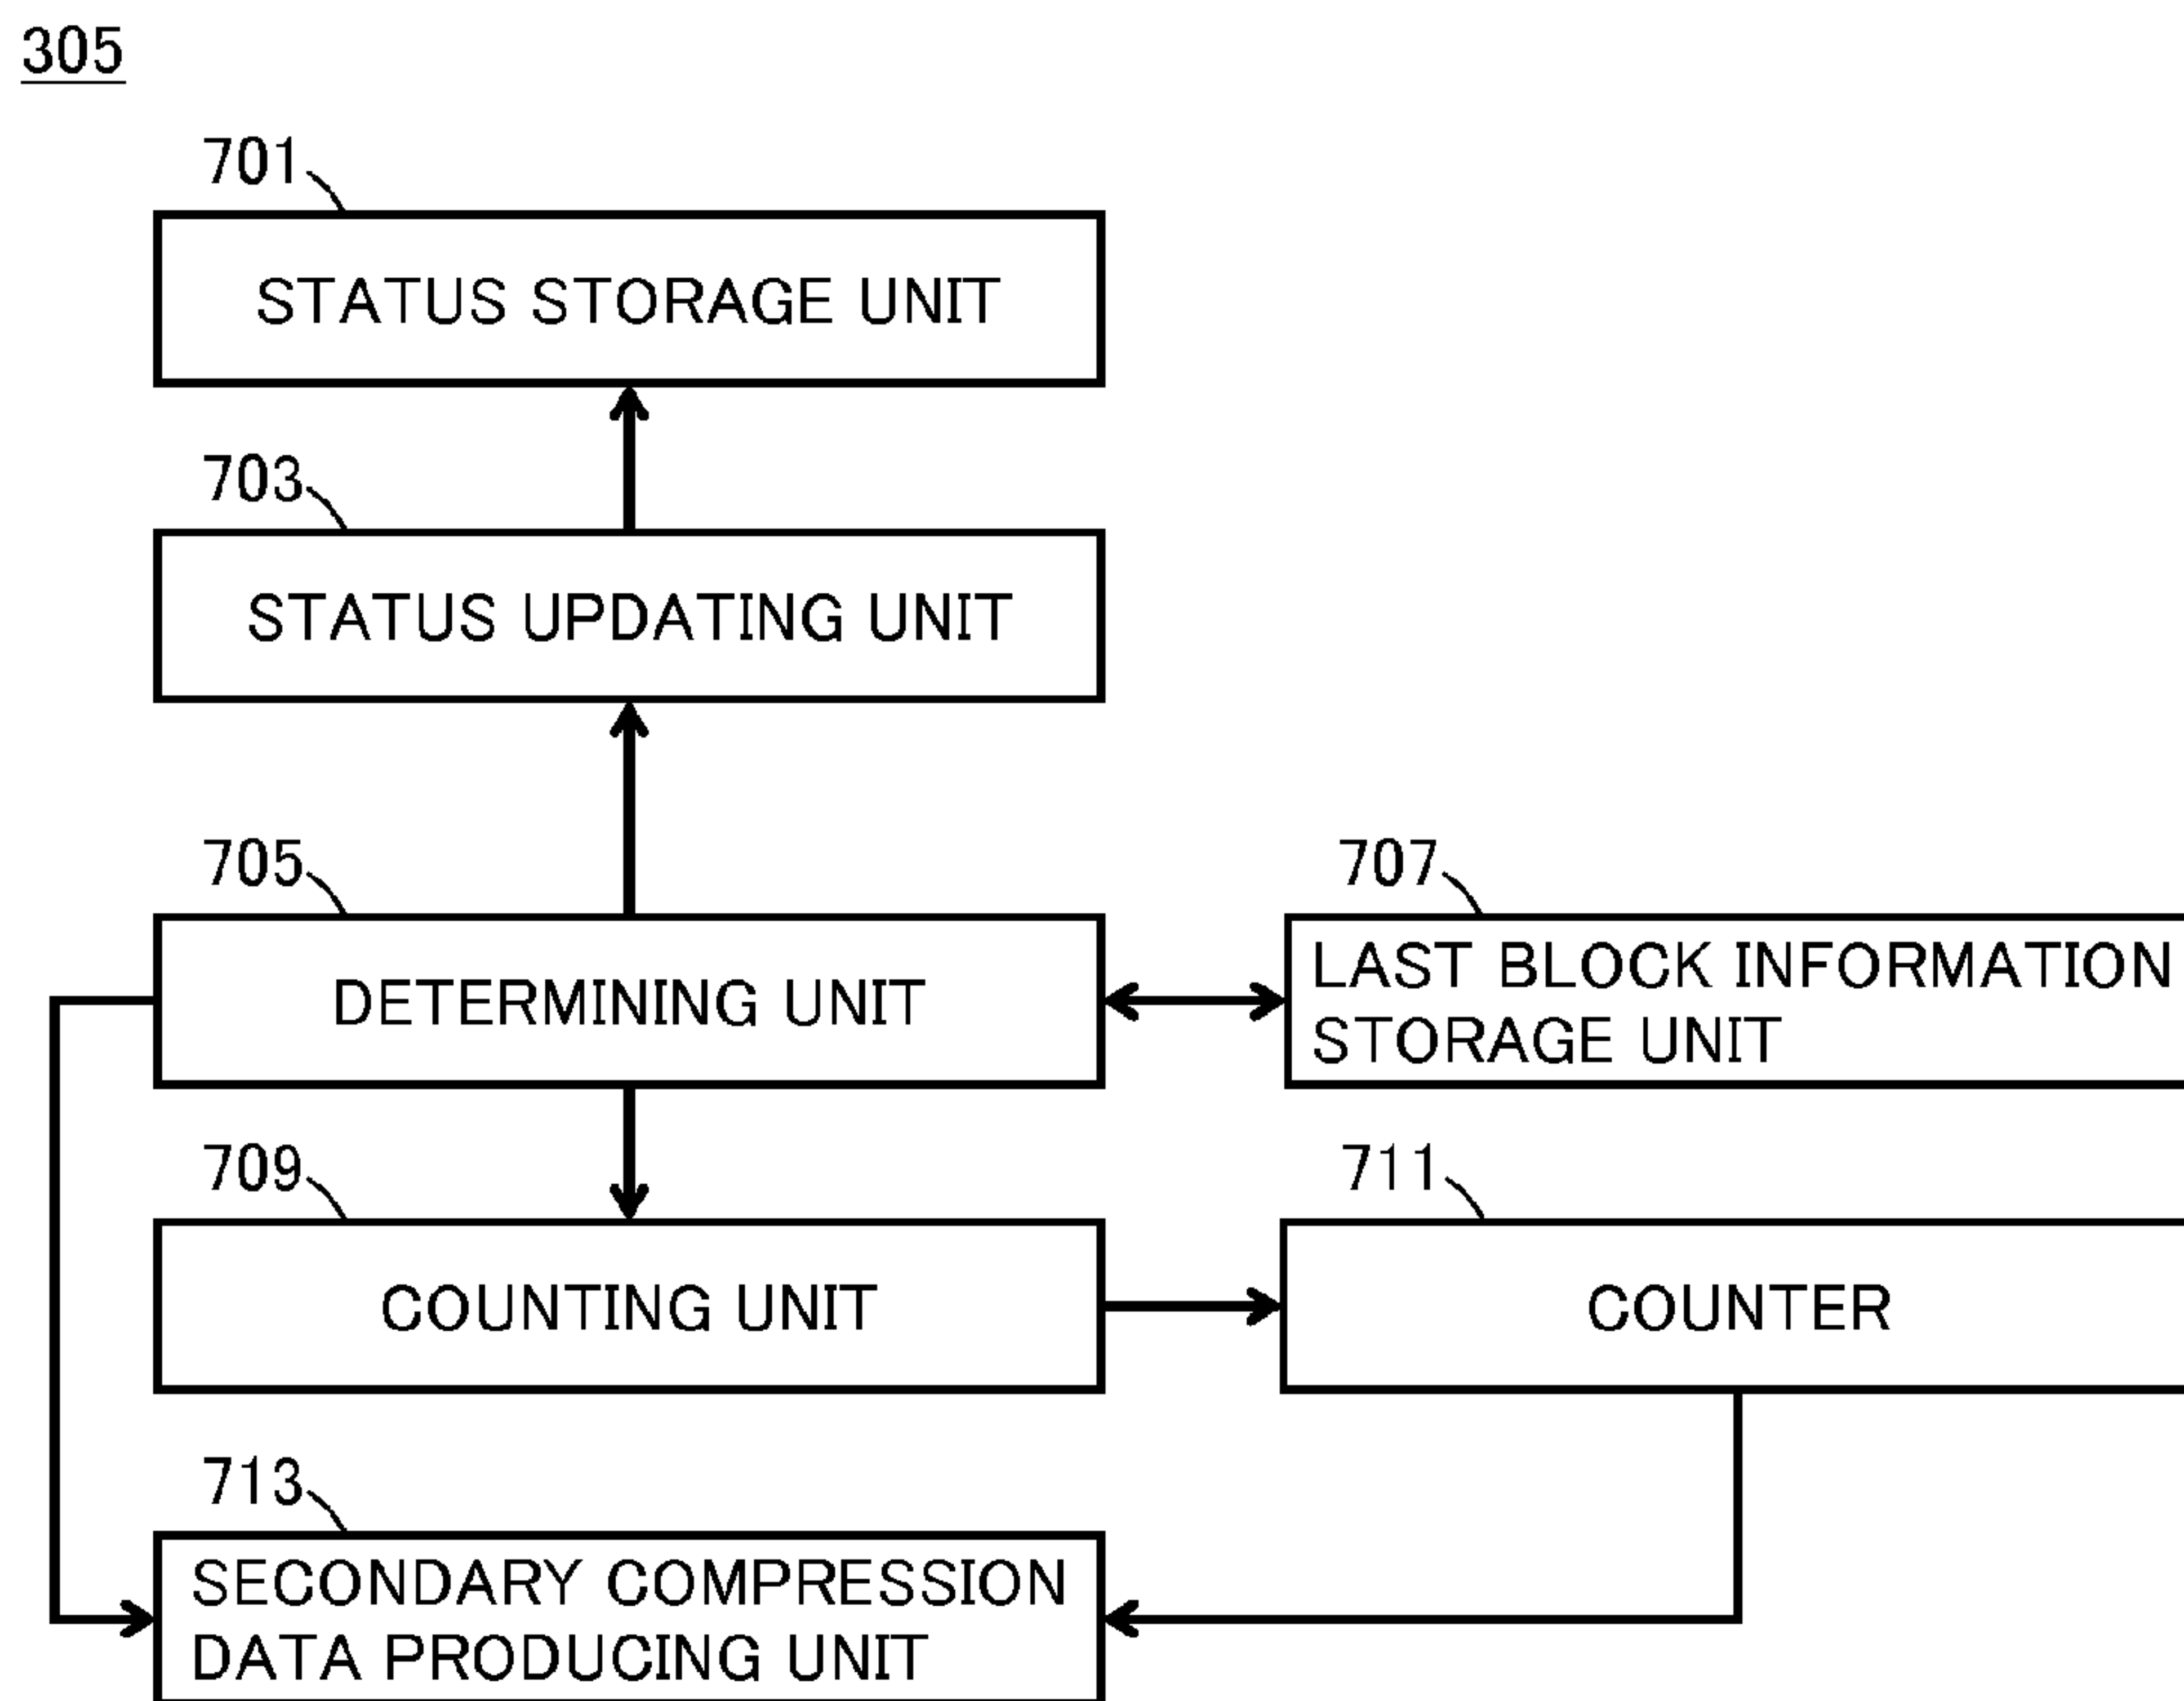 305
701
STATUS STORAGE UNIT
703
STATUS UPDATING UNIT
705
DETERMINING UNIT
707
LAST BLOCK INFORMATION
STORAGE UNIT
709
COUNTING UNIT
711
COUNTER
713
SECONDARY COMPRESSION
DATA PRODUCING UNIT